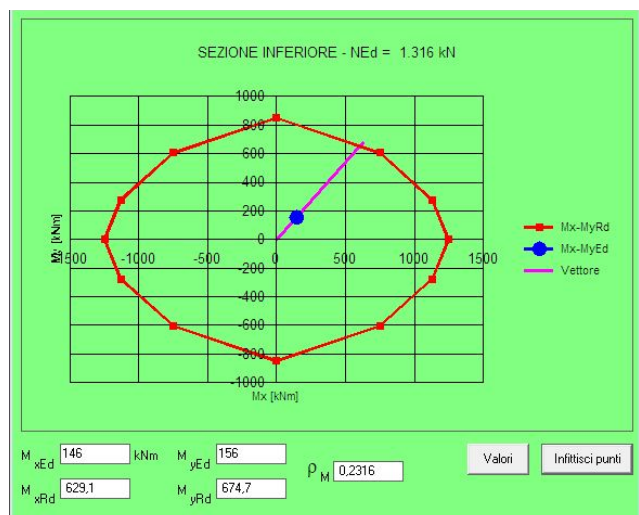 SEZIONE INFERIORE - NEd = 1.316 kN
1000
800
600
400
200
0
-200
-400
-600
-800
-1000
-1500
-1000
-500
0
500
1000
1500
[kNm]
Mx [kNm]
Mx-MyRd
Mx-MyEd
Vettore
M xEd 146 kNm M yEd 156
ρ M 0,2316
Valori Infittisci punti
M xRd 629,1 M yRd 674,7